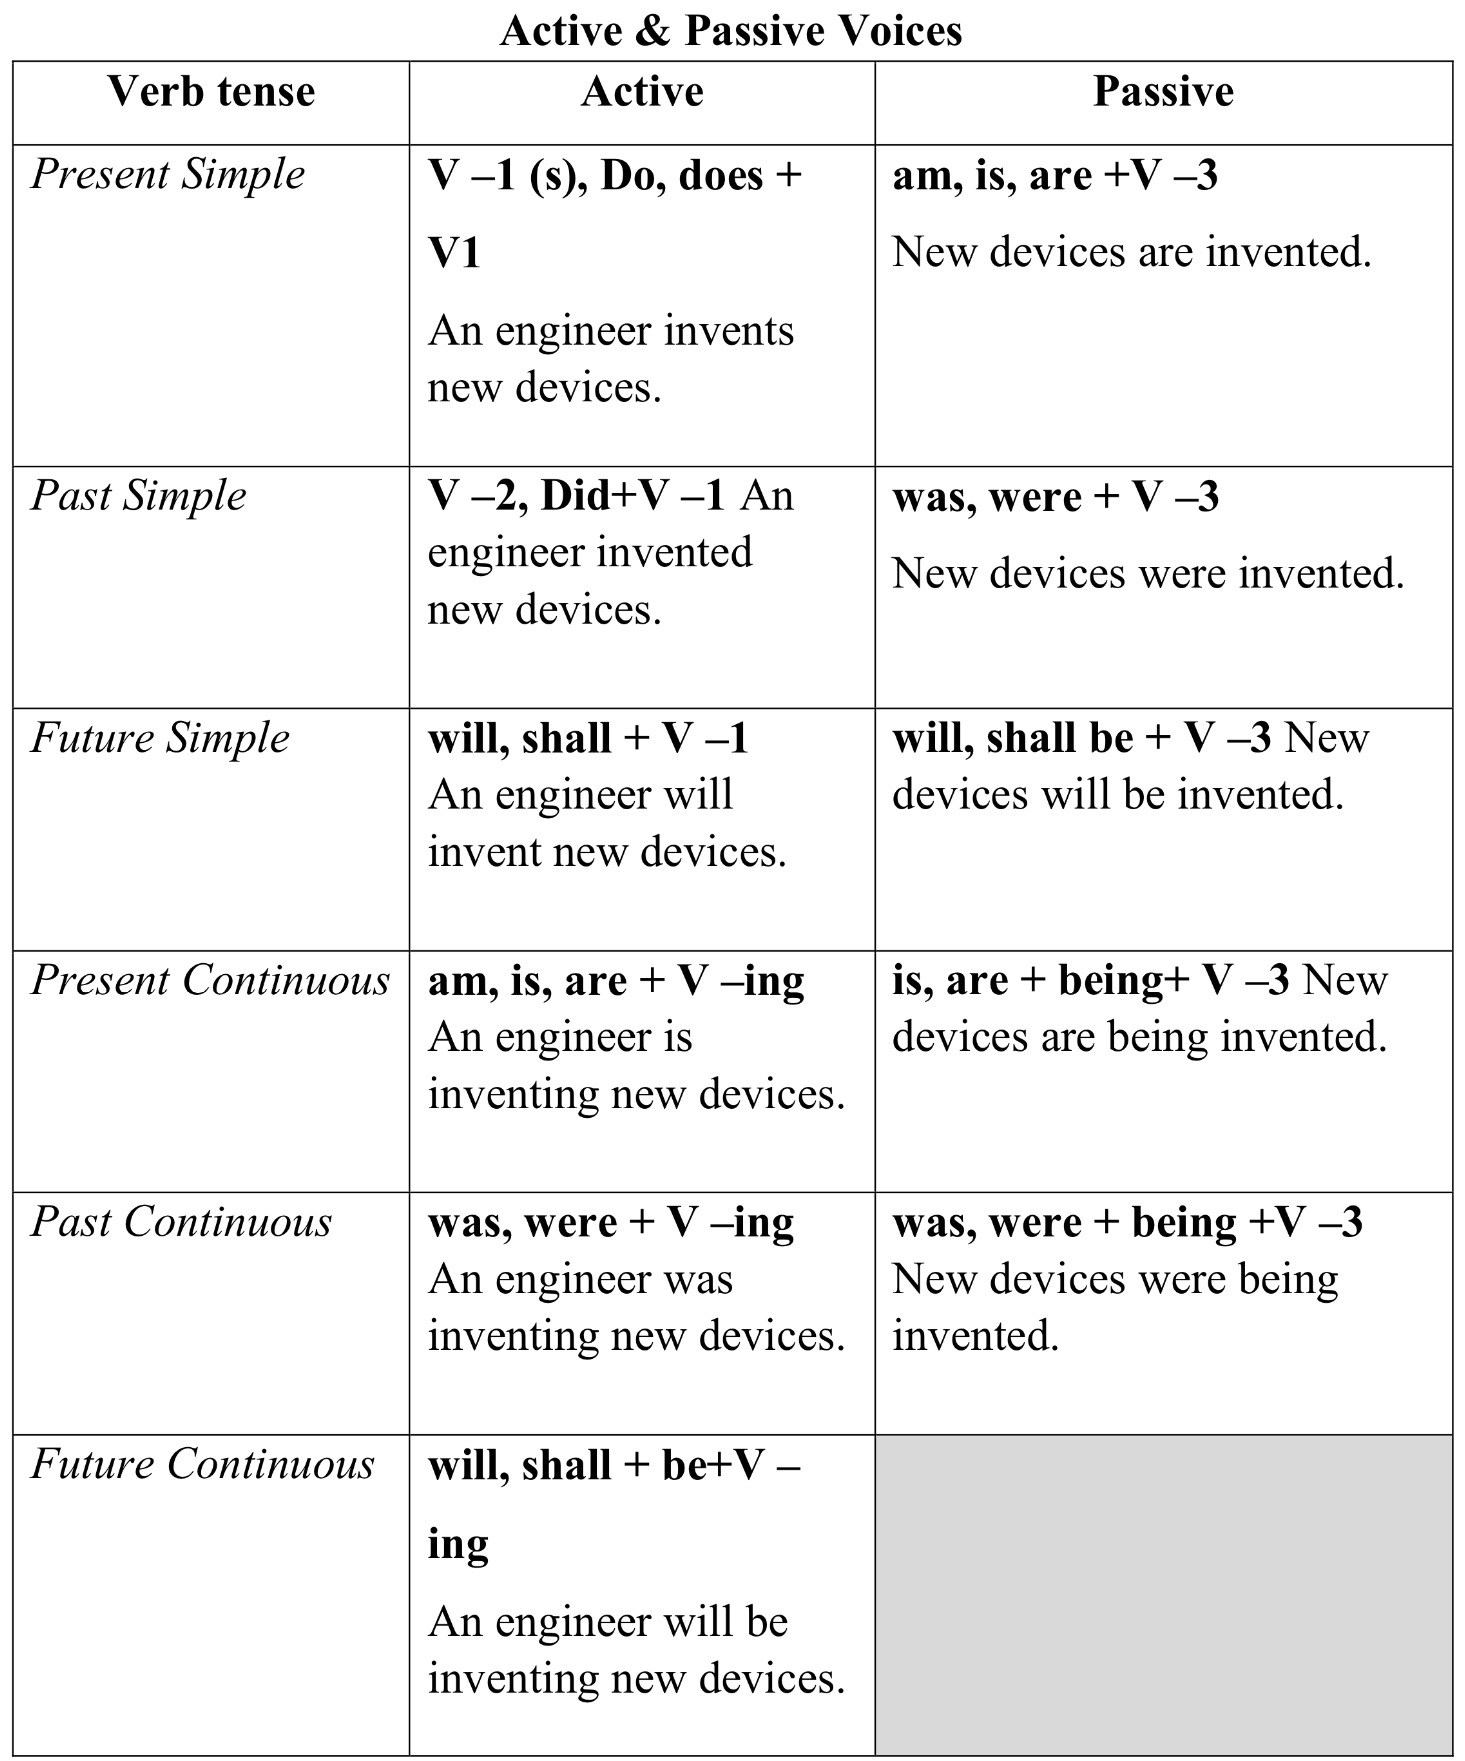 Active & Passive Voices
Verb tense
Active
Passive
Present Simple
V –1 (s), Do, does +
V1
An engineer invents
new devices.
am, is, are +V –3
New devices are invented.
Past Simple
V –2, Did+V –1 An
engineer invented
new devices.
was, were + V –3
New devices were invented.
Future Simple
will, shall + V –1
An engineer will
invent new devices.
will, shall be + V –3 New
devices will be invented.
Present Continuous
am, is, are + V –ing
An engineer is
inventing new devices.
is, are + being+ V –3 New
devices are being invented.
Past Continuous
was, were + V –ing
An engineer was
inventing new devices.
was, were + being +V –3
New devices were being
invented.
Future Continuous
will, shall + be+V –
ing
An engineer will be
inventing new devices.